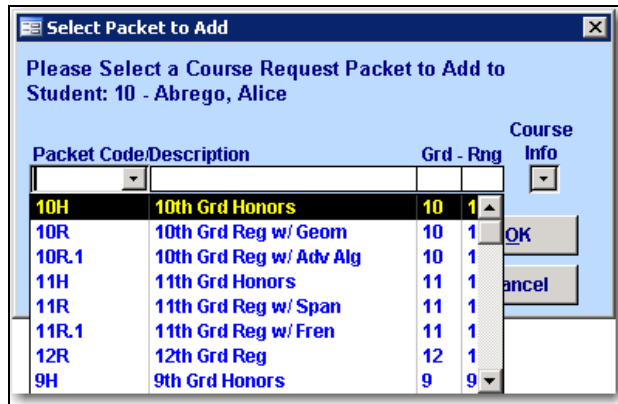 Select Packet to Add
Please Select a Course Request Packet to Add to
Student: 10 - Abrego, Alice
Course
Packet Code/Description Grd - Rng Info
10H 10th Grd Honors 10 1
10R 10th Grd Reg w/ Geom 10 1
OK
10R.1 10th Grd Reg w/ Adv Alg 10 1
11H 11th Grd Honors 11 1
ancel
11R 11th Grd Reg w/ Span 11 1
11R.1 11th Grd Reg w/ Fren 11 1
12R 12th Grd Reg 12 1
9H 9th Grd Honors 9 9